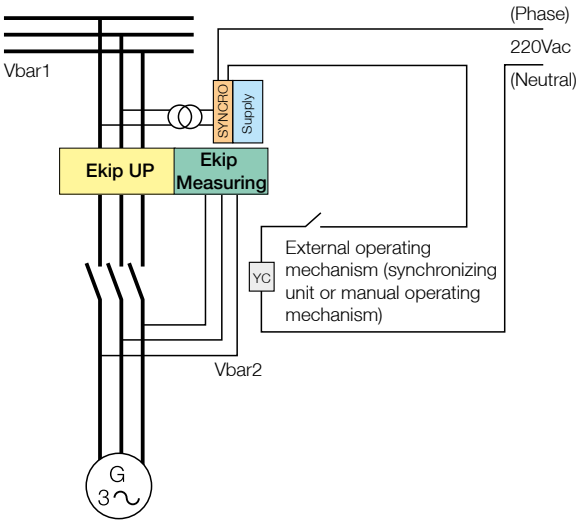 (Phase)
220Vac
(Neutral)
Vbar1
SYNCRO
Supply
Ekip UP
Ekip
Measuring
External operating
mechanism (synchronizing
unit or manual operating
mechanism)
YC
Vbar2
G
3